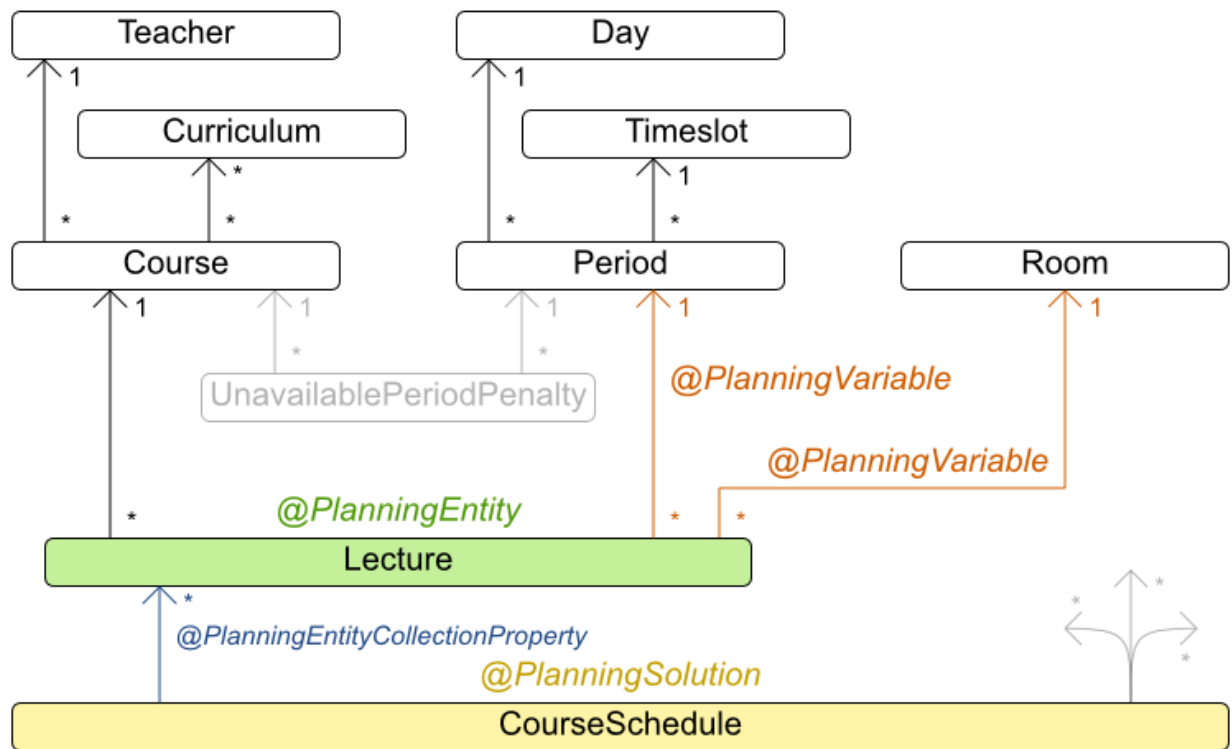 Teacher
Day
1
1
Curriculum
Timeslot
*
1
*
*
*
*
Course
Period
Room
1
1
1
1
1
*
*
@PlanningVariable
UnavailablePeriodPenalty
@PlanningVariable
@PlanningEntity
*
*
*
Lecture
*
*
*
@PlanningEntityCollectionProperty
*
@PlanningSolution
CourseSchedule